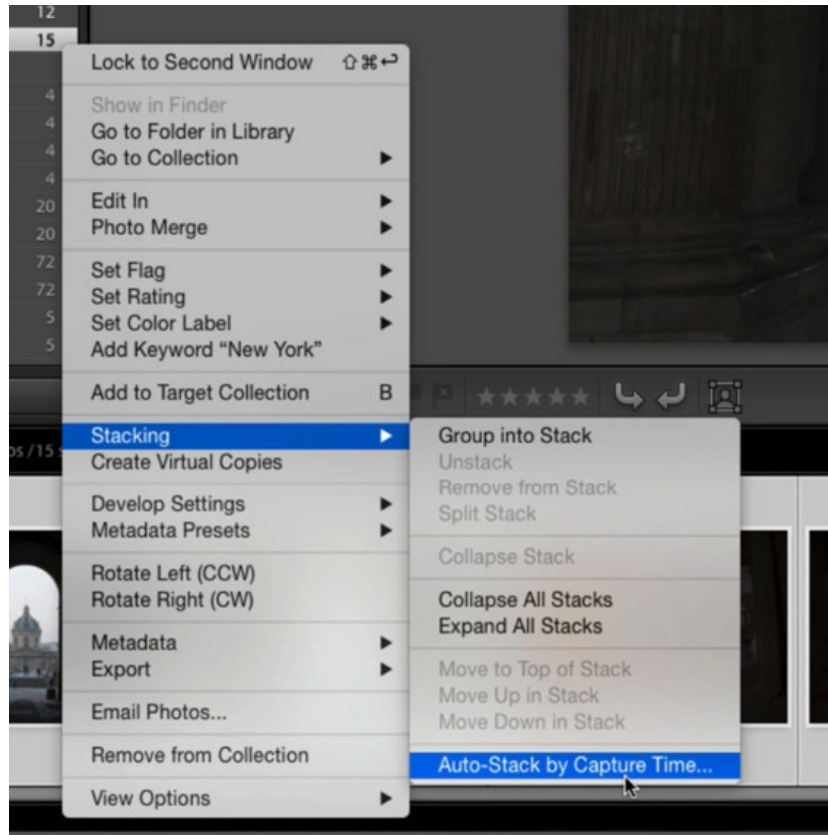 12
15
4
4
4
4
20
20
72
72
5
5
os / 15 s
Lock to Second Window ⇧⌘↩
Show in Finder
Go to Folder in Library
Go to Collection ▶
Edit In ▶
Photo Merge ▶
Set Flag ▶
Set Rating ▶
Set Color Label ▶
Add Keyword “New York”
Add to Target Collection B
Stacking ▶
Create Virtual Copies
Develop Settings ▶
Metadata Presets ▶
Rotate Left (CCW)
Rotate Right (CW)
Metadata ▶
Export ▶
Email Photos...
Remove from Collection
View Options ▶
Group into Stack
Unstack
Remove from Stack
Split Stack
Collapse Stack
Collapse All Stacks
Expand All Stacks
Move to Top of Stack
Move Up in Stack
Move Down in Stack
Auto-Stack by Capture Time...